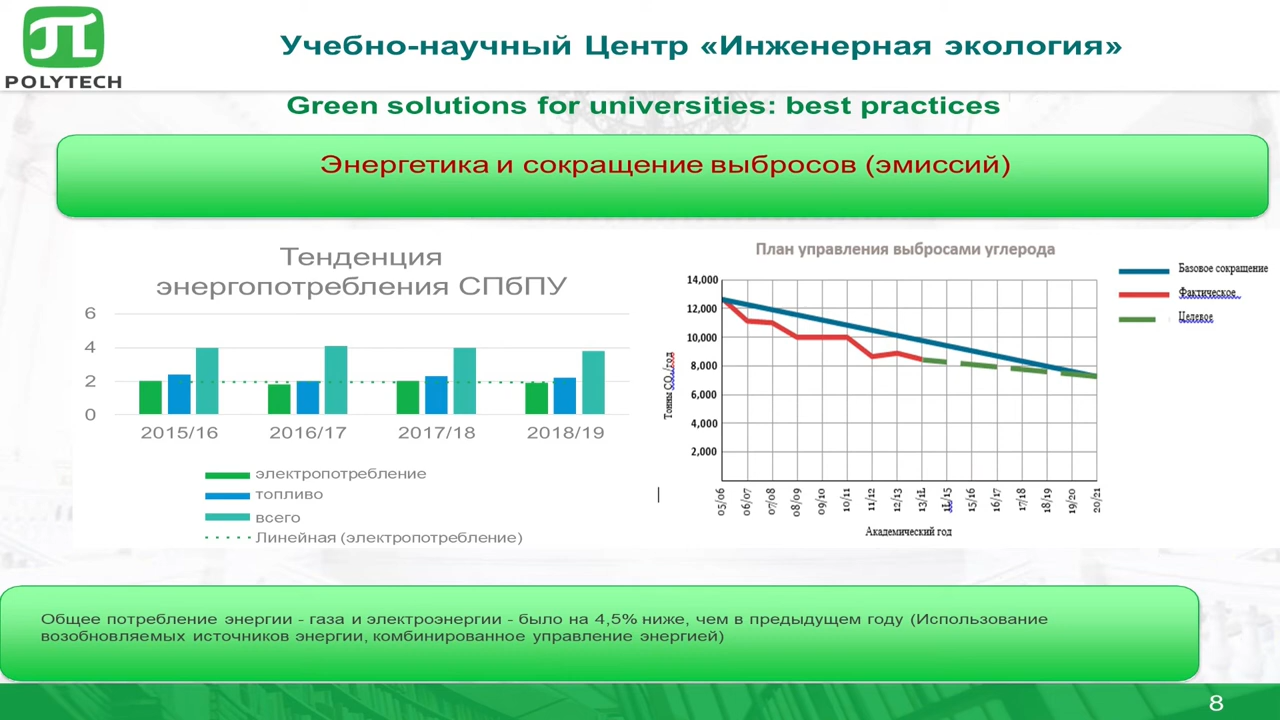 POLYTECH
Учебно-научный Центр «Инженерная экология»
Green solutions for universities: best practices
Энергетика и сокращение выбросов (эмиссий)
Тенденция
энергопотребления СПбПУ
6
4
2
0
2015/16 2016/17 2017/18 2018/19
электропотребление
топливо
всего
Линейная (электропотребление)
План управления выбросами углерода
14,000
12,000
10,000
8,000
6,000
4,000
2,000
Тонны CO₂/год
05/06 06/07 07/08 08/09 09/10 10/11 11/12 12/13 13/1L 1L/15 15/16 16/17 17/18 18/19 19/20 20/21
Академический год
Базовое сокращение
Фактическое
Целевое
Общее потребление энергии - газа и электроэнергии - было на 4,5% ниже, чем в предыдущем году (Использование
возобновляемых источников энергии, комбинированное управление энергией)
8